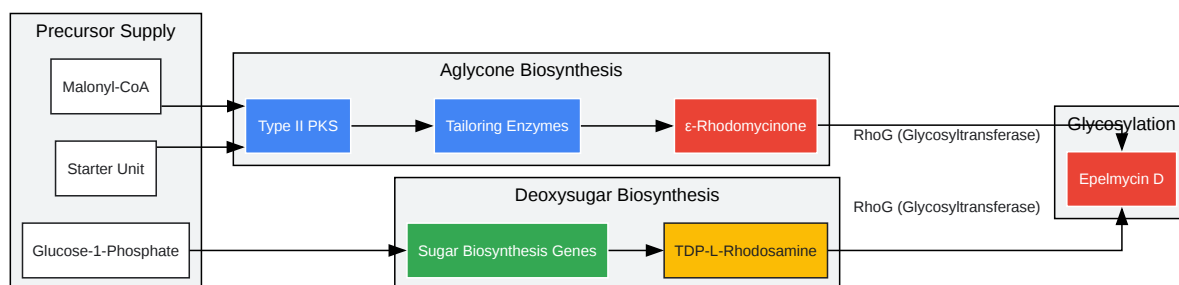 Precursor Supply
Malonyl-CoA
Starter Unit
Glucose-1-Phosphate
Aglycone Biosynthesis
Type II PKS
Tailoring Enzymes
ε-Rhodomycinone
RhoG (Glycosyltransferase)
Deoxysugar Biosynthesis
Sugar Biosynthesis Genes
TDP-L-Rhodosamine
RhoG (Glycosyltransferase)
Glycosylation
Epelmycin D